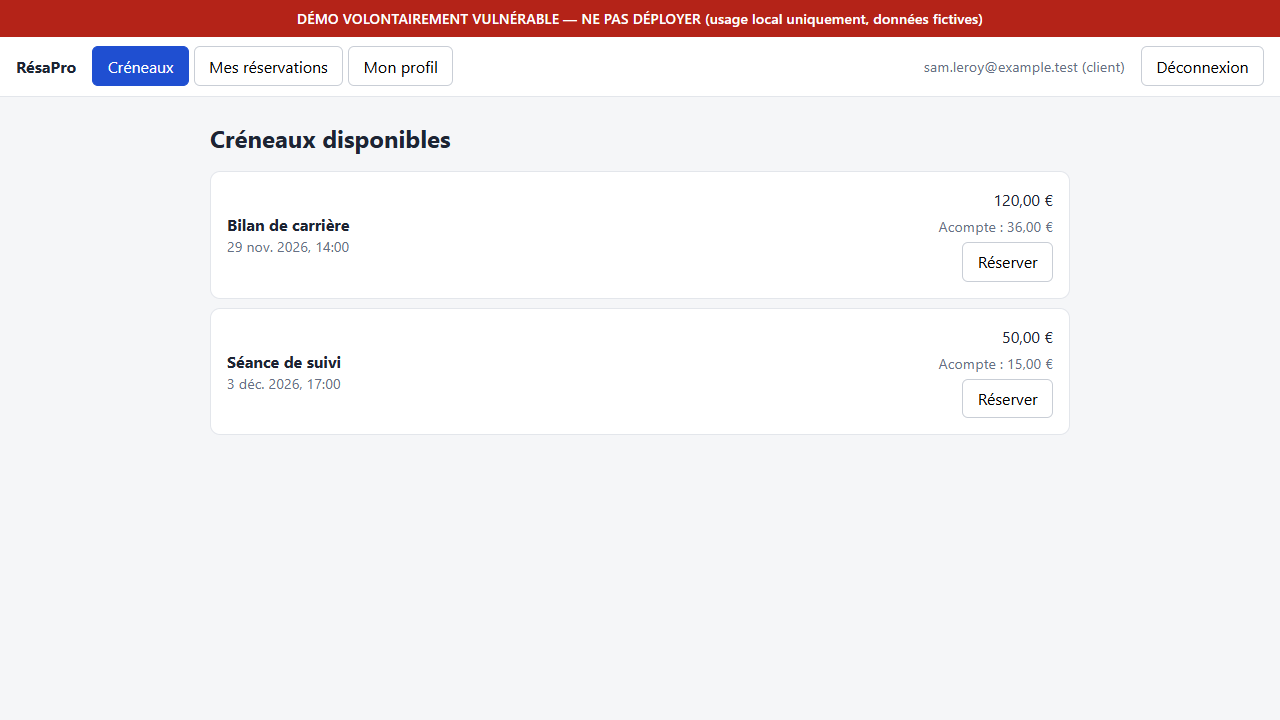 DÉMO VOLONTAIREMENT VULNÉRABLE — NE PAS DÉPLOYER (usage local uniquement, données fictives)
RésaPro Créneaux Mes réservations Mon profil sam.leroy@example.test (client) Déconnexion
Créneaux disponibles
Bilan de carrière
29 nov. 2026, 14:00
120,00 €
Acompte : 36,00 €
Réserver
Séance de suivi
3 déc. 2026, 17:00
50,00 €
Acompte : 15,00 €
Réserver